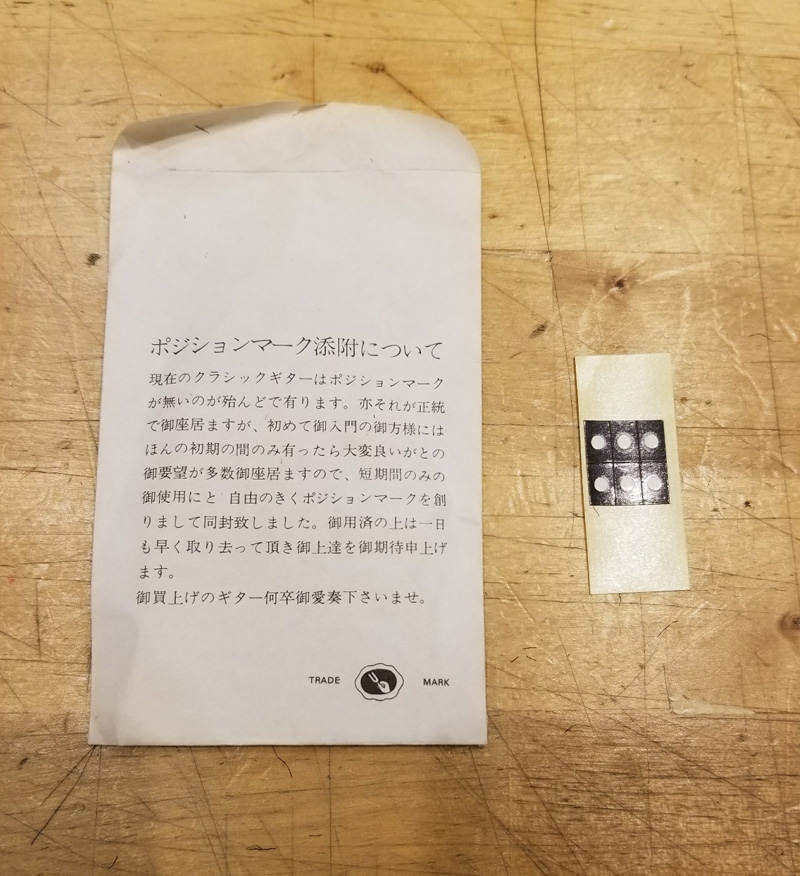 ポジションマーク添附について
現在のクラシックギターはポジションマーク
が無いのが殆んどで有ります。亦それが正統
で御座居ますが、初めて御入門の御方様には
ほんの初期の間のみ有ったら大変良いがとの
御要望が多数御座居ますので、短期間のみの
御使用にと 自由のきくポジションマークを創
りまして同封致しました。御用済の上は一日
も早く取り去って頂き御上達を御期待申上げ
ます。
御買上げのギター何卒御愛奏下さいませ。
TRADE MARK